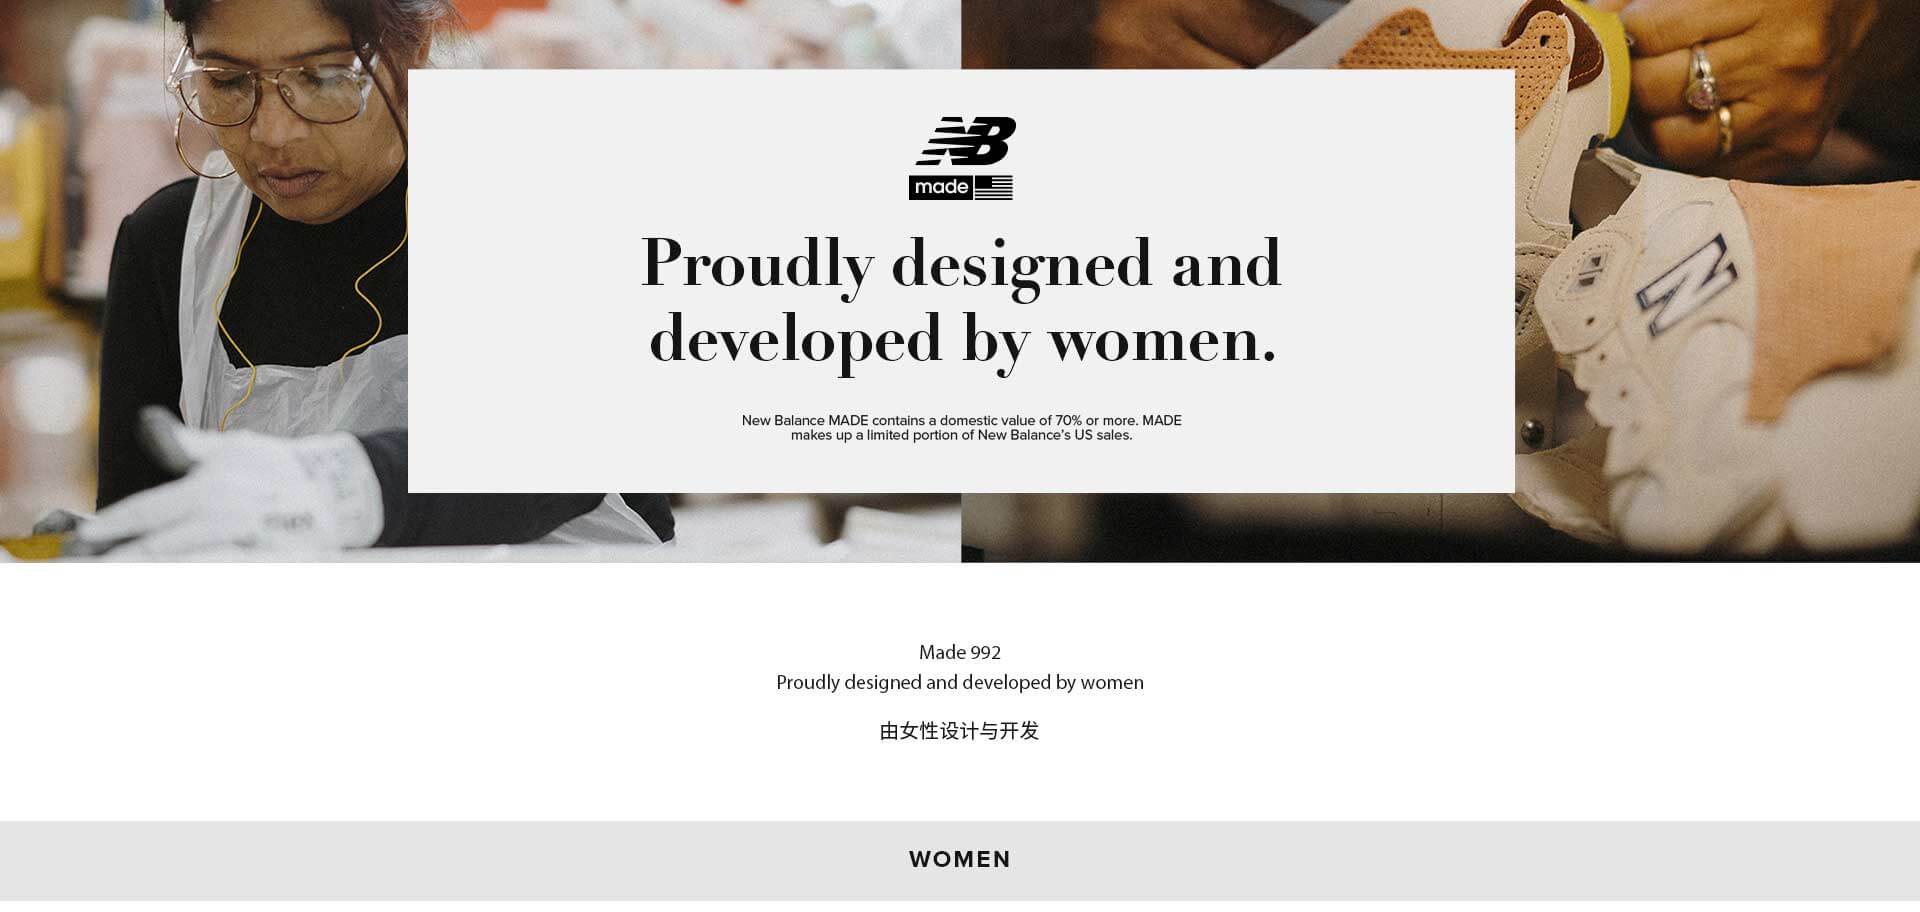 NB
made
Proudly designed and
developed by women.
New Balance MADE contains a domestic value of 70% or more. MADE
makes up a limited portion of New Balance's US sales.
N
Made 992
Proudly designed and developed by women
由女性设计与开发
WOMEN